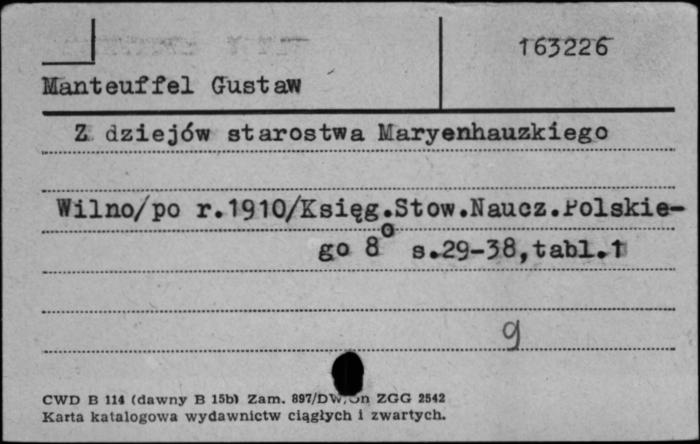 163226
Manteuffel Gustaw
Z dziejów starostwa Maryenhauzkiego
Wilno/po r.1910/Księg.Stow.Naucz.Polskie-
go 8° s.29-38,tabl.1
g
CWD B 114 (dawny B 15b) Zam. 897/DW. ZGG 2542
Karta katalogowa wydawnictw ciągłych i zwartych.